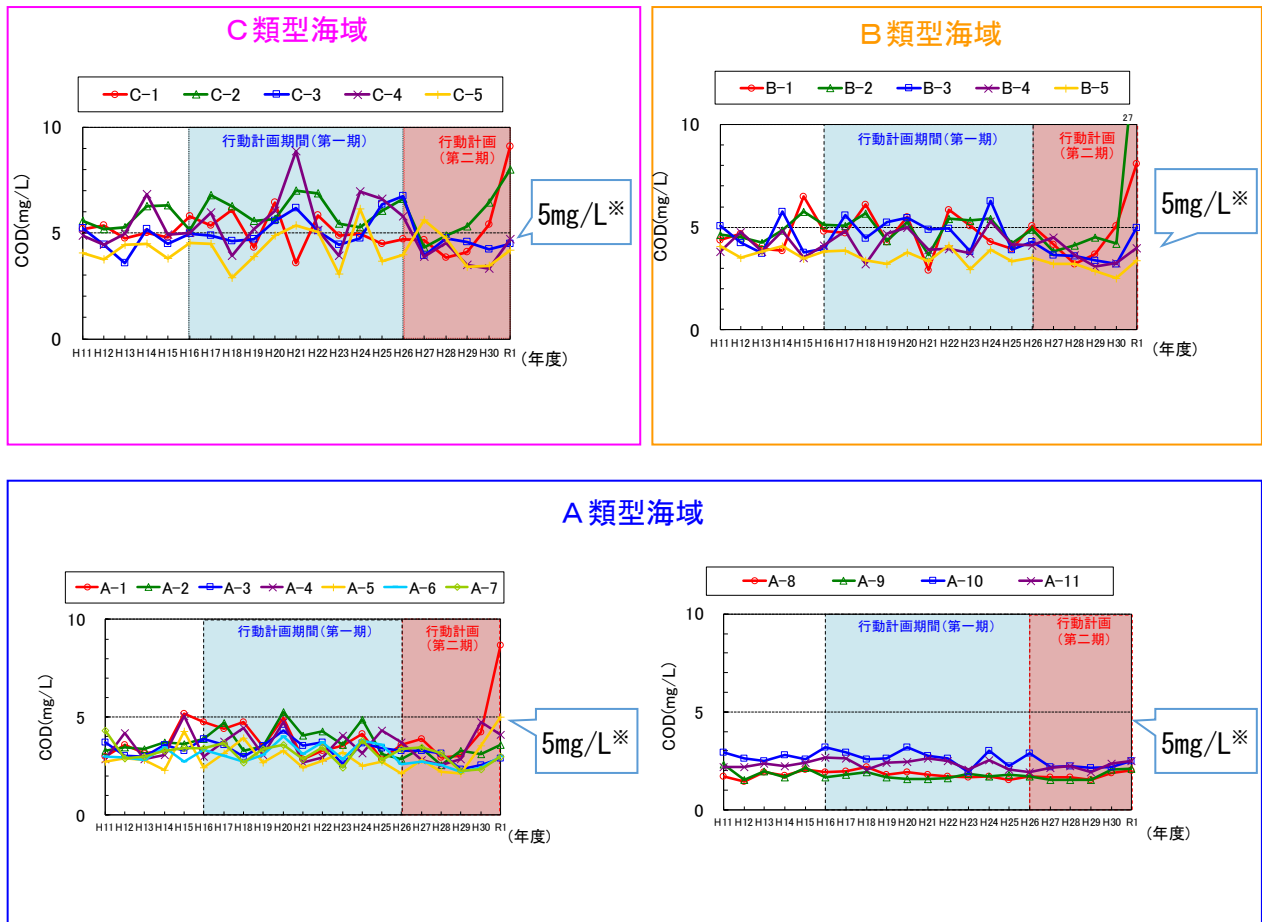 C類型海域
C-1 C-2 C-3 C-4 C-5
COD(mg/L)
10
5
0
行動計画期間(第一期)
行動計画
(第二期)
H11 H12 H13 H14 H15 H16 H17 H18 H19 H20 H21 H22 H23 H24 H25 H26 H27 H28 H29 H30 R1
(年度)
5mg/L※
B類型海域
B-1 B-2 B-3 B-4 B-5
COD(mg/L)
10
5
0
27
行動計画期間(第一期)
行動計画
(第二期)
H11 H12 H13 H14 H15 H16 H17 H18 H19 H20 H21 H22 H23 H24 H25 H26 H27 H28 H29 H30 R1
(年度)
5mg/L※
A類型海域
A-1 A-2 A-3 A-4 A-5 A-6 A-7
COD(mg/L)
10
5
0
行動計画期間(第一期)
行動計画
(第二期)
H11 H12 H13 H14 H15 H16 H17 H18 H19 H20 H21 H22 H23 H24 H25 H26 H27 H28 H29 H30 R1
(年度)
5mg/L※
A-8 A-9 A-10 A-11
COD(mg/L)
10
5
0
行動計画期間(第一期)
行動計画
(第二期)
H11 H12 H13 H14 H15 H16 H17 H18 H19 H20 H21 H22 H23 H24 H25 H26 H27 H28 H29 H30 R1
(年度)
5mg/L※